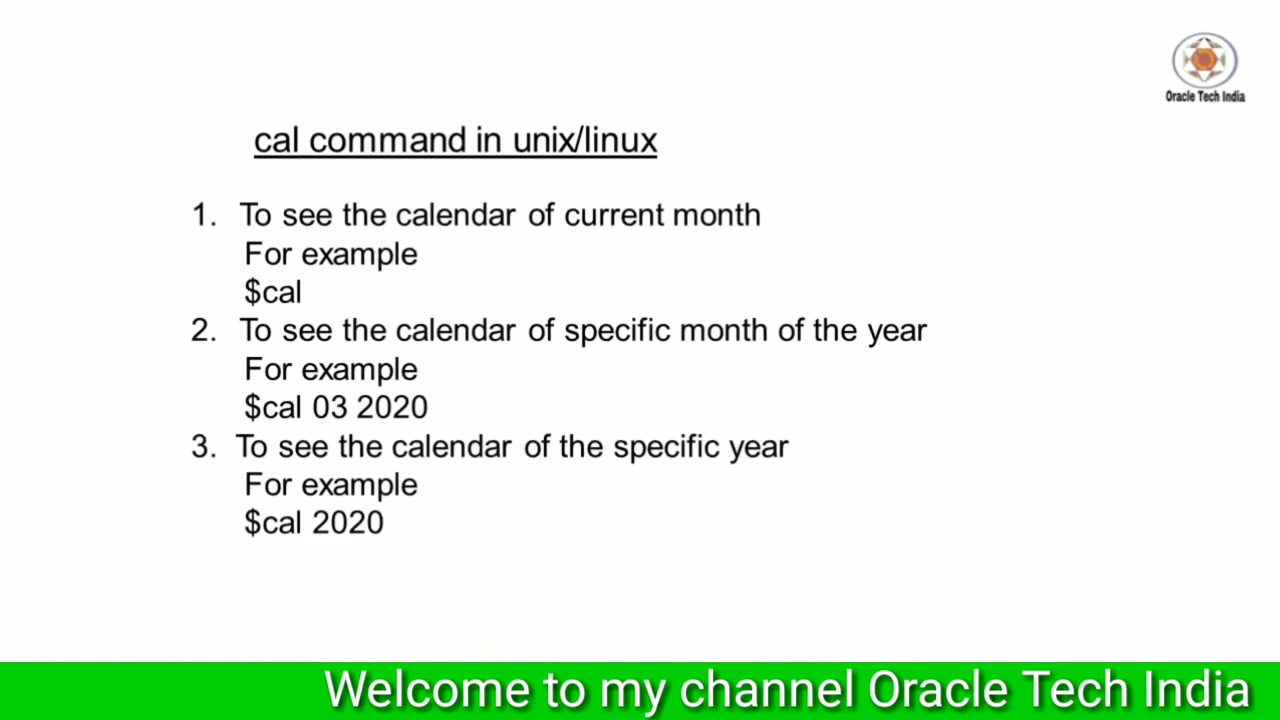 Oracle Tech India
cal command in unix/linux
1. To see the calendar of current month
For example
$cal
2. To see the calendar of specific month of the year
For example
$cal 03 2020
3. To see the calendar of the specific year
For example
$cal 2020
Welcome to my channel Oracle Tech India